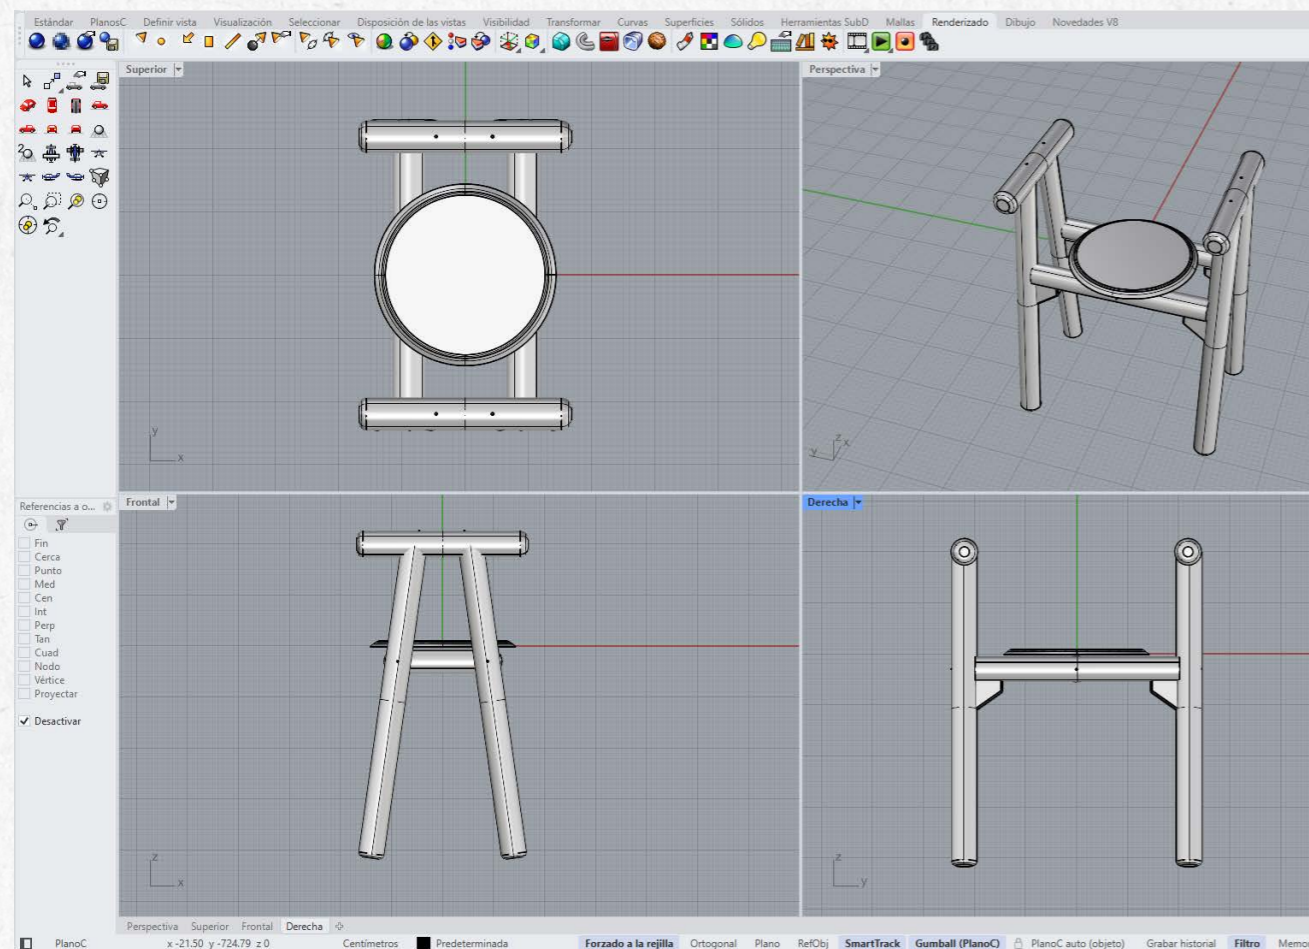 Estándar PlanosC Definir vista Visualización Seleccionar Disposición de las vistas Visibilidad Transformar Curvas Superficies Sólidos Herramientas SubD Mallas Renderizado Dibujo Novedades V8
Superior
Perspectiva
y
x
z
x
y
Referencias a o...
Fin
Cerca
Punto
Med
Cen
Int
Perp
Tan
Cuad
Nodo
Vértice
Proyectar
Desactivar
Frontal
Derecha
z
x
z
y
Perspectiva Superior Frontal Derecha
PlanoC x -21.50 y -724.79 z 0 Centímetros Predeterminada Forzado a la rejilla Ortogonal Plano RefObj SmartTrack Gumball (PlanoC) PlanoC auto (objeto) Grabar historial Filtro Memo